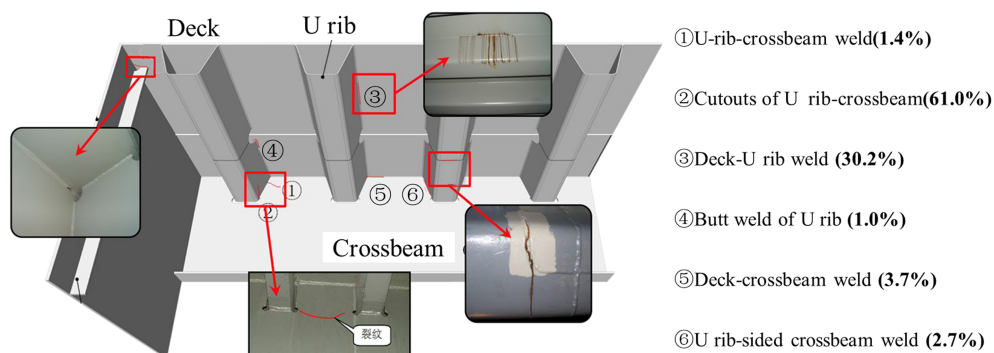 Deck
U rib
③
④
①
②
⑤
⑥
Crossbeam
裂纹
①U-rib-crossbeam weld(1.4%)
②Cutouts of U rib-crossbeam(61.0%)
③Deck-U rib weld (30.2%)
④Butt weld of U rib (1.0%)
⑤Deck-crossbeam weld (3.7%)
⑥U rib-sided crossbeam weld (2.7%)